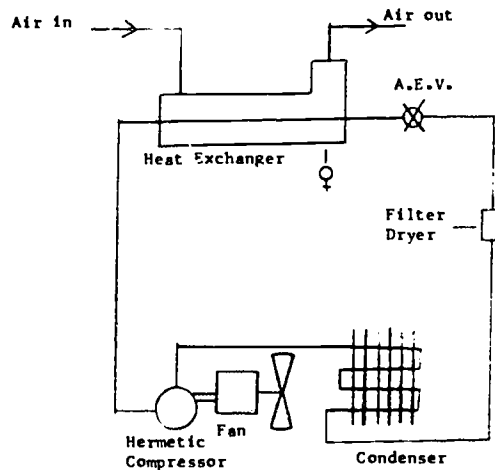 Air in
Air out
A.E.V.
Heat Exchanger
Filter
Dryer
Fan
Hermetic
Compressor
Condenser